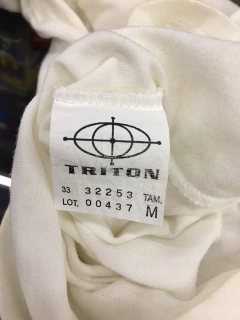 TRITON
33 32253 TAM.
LOT. 00437 M